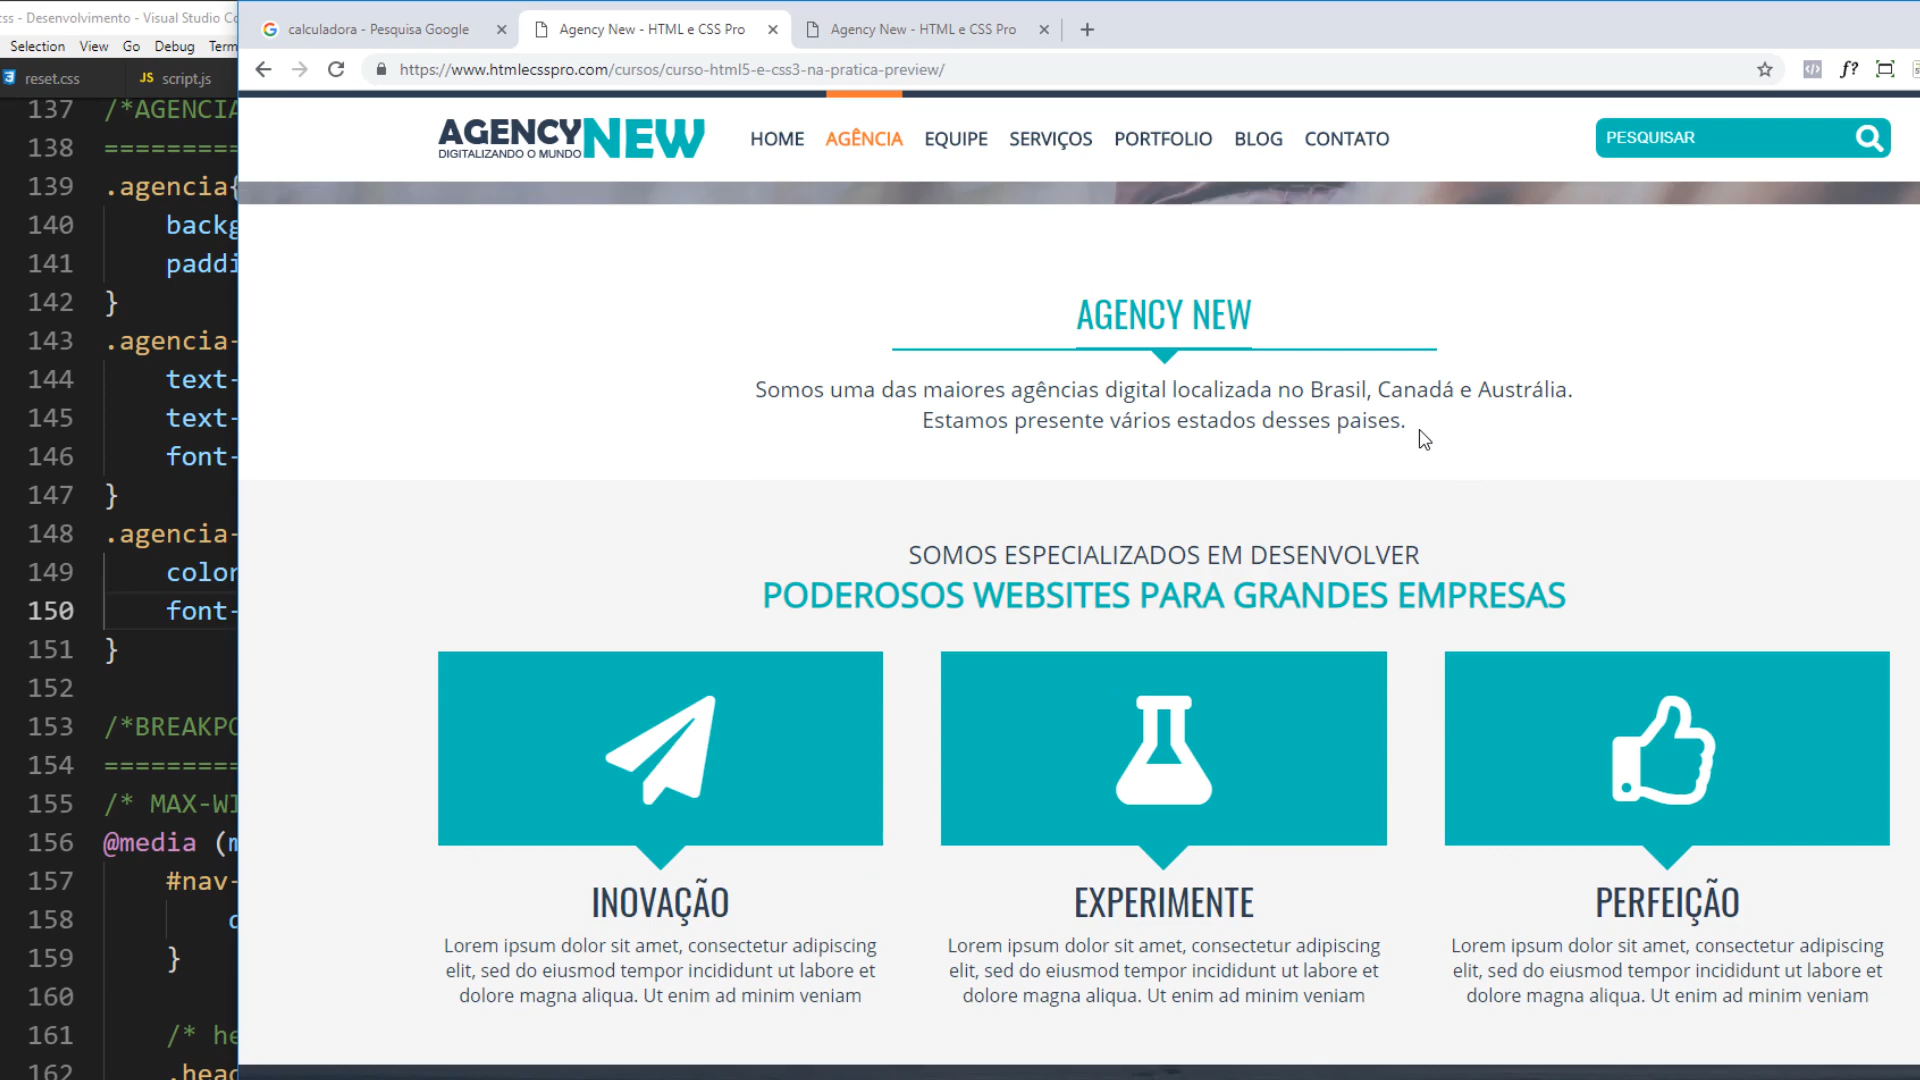 css - Desenvolvimento - Visual Studio Co
Selection View Go Debug Term
reset.css
JS script.js
137 /*AGENCIA
138 =========
139 .agencia{
140 backg
141 paddi
142 }
143 .agencia-
144 text-
145 text-
146 font-
147 }
148 .agencia-
149 color
150 font-
151 }
152
153 /*BREAKPO
154 =========
155 /* MAX-WI
156 @media (m
157 #nav-
158
159 }
160
161 /* he
162 .head
calculadora - Pesquisa Google
Agency New - HTML e CSS Pro
Agency New - HTML e CSS Pro
https://www.htmlecsspro.com/cursos/curso-html5-e-css3-na-pratica-preview/
f?
AGENCYNEW
DIGITALIZANDO O MUNDO
HOME AGÊNCIA EQUIPE SERVIÇOS PORTFOLIO BLOG CONTATO
PESQUISAR
AGENCY NEW
Somos uma das maiores agências digital localizada no Brasil, Canadá e Austrália.
Estamos presente vários estados desses paises.
SOMOS ESPECIALIZADOS EM DESENVOLVER
PODEROSOS WEBSITES PARA GRANDES EMPRESAS
INOVAÇÃO
Lorem ipsum dolor sit amet, consectetur adipiscing
elit, sed do eiusmod tempor incididunt ut labore et
dolore magna aliqua. Ut enim ad minim veniam
EXPERIMENTE
Lorem ipsum dolor sit amet, consectetur adipiscing
elit, sed do eiusmod tempor incididunt ut labore et
dolore magna aliqua. Ut enim ad minim veniam
PERFEIÇÃO
Lorem ipsum dolor sit amet, consectetur adipiscing
elit, sed do eiusmod tempor incididunt ut labore et
dolore magna aliqua. Ut enim ad minim veniam